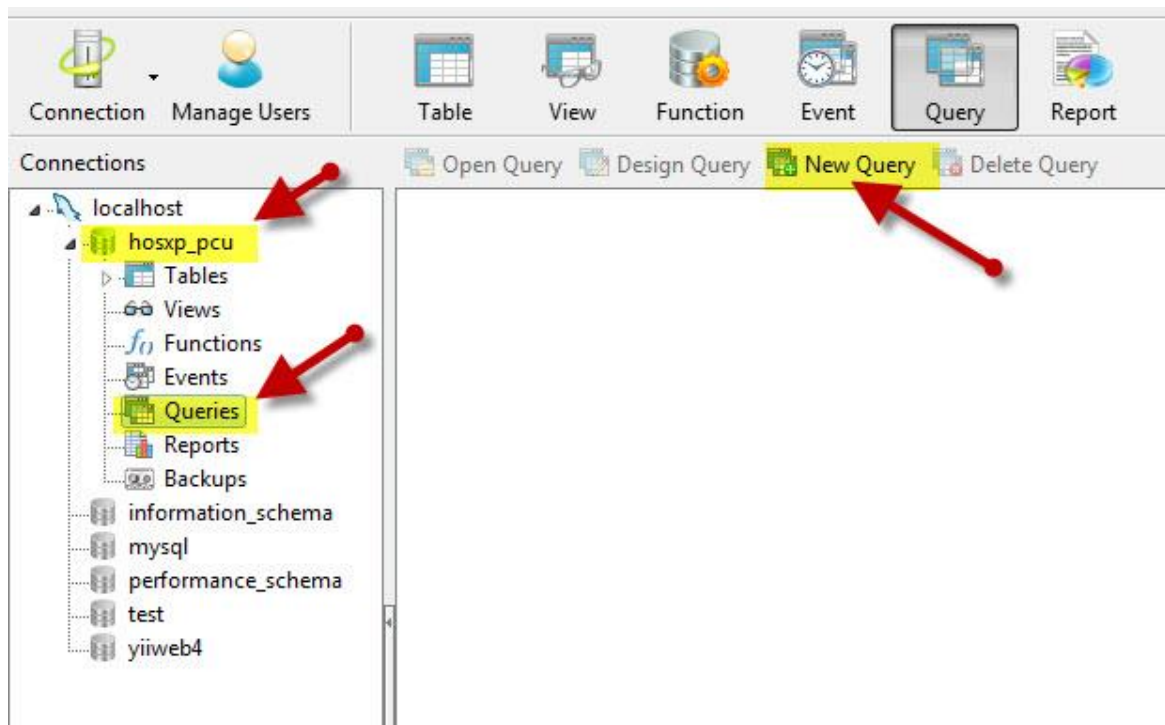 Connection Manage Users Table View Function Event Query Report
Connections Open Query Design Query New Query Delete Query
localhost
hosxp_pcu
Tables
Views
f() Functions
Events
Queries
Reports
Backups
information_schema
mysql
performance_schema
test
yiiweb4